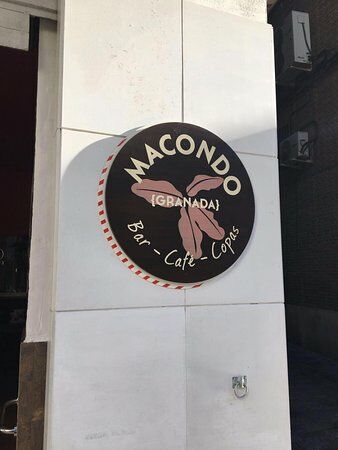 MACONDO
{GRANADA}
Bar - Café - Copas